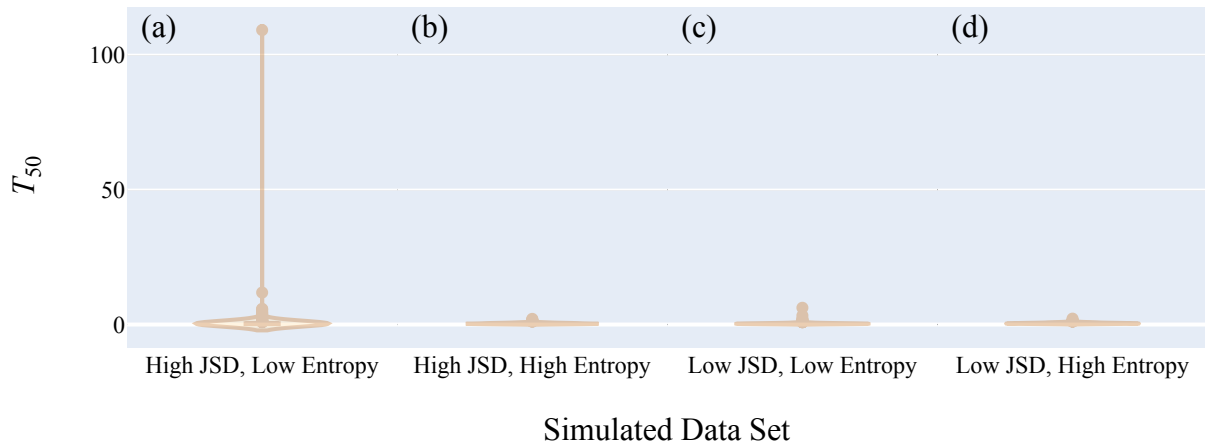 (a) (b) (c) (d)
100
50
0
T50
High JSD, Low Entropy High JSD, High Entropy Low JSD, Low Entropy Low JSD, High Entropy
Simulated Data Set